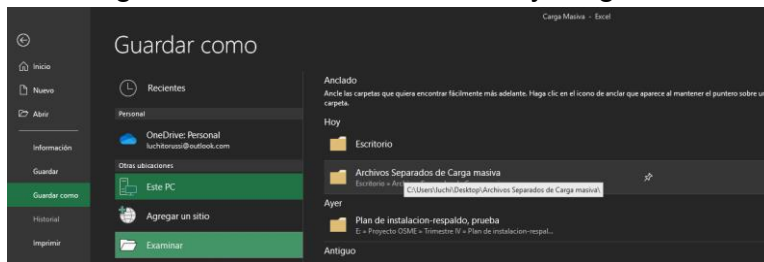 Carga Masiva - Excel
Guardar como
Inicio
Nuevo
Abrir
Información
Guardar
Guardar como
Historial
Imprimir
Recientes
Personal
OneDrive: Personal
luchitorussi@outlook.com
Otras ubicaciones
Este PC
Agregar un sitio
Examinar
Anclado
Ancle las carpetas que quiera encontrar fácilmente más adelante. Haga clic en el icono de anclar que aparece al mantener el puntero sobre
carpeta.
Hoy
Escritorio
Archivos Separados de Carga masiva
Escritorio »
C:\Users\luchi\Desktop\Archivos Separados de Carga masiva\
Ayer
Plan de instalacion-respaldo, prueba
E: » Proyecto OSME » Trimestre IV » Plan de instalacion-respal...
Antiguo